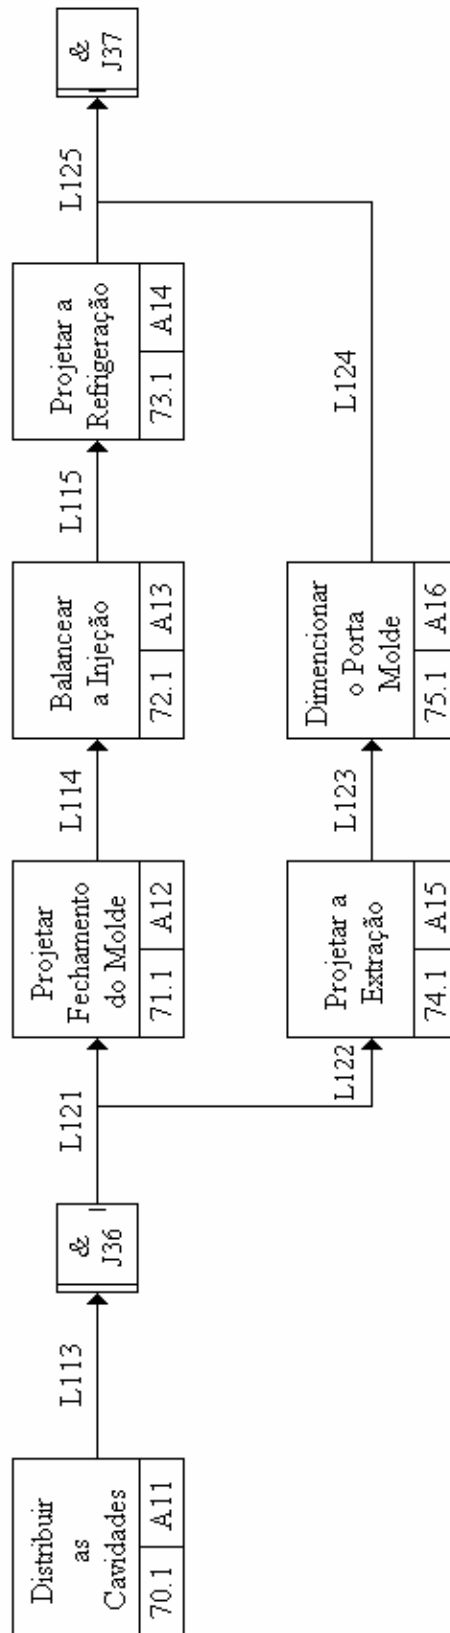 Distribuir
as
Cavidades
70.1 A11
L113
&
J36
L121
L122
Projetar
Fechamento
do Molde
71.1 A12
L114
Balancear
a Injeção
72.1 A13
L115
Projetar a
Refrigeração
73.1 A14
L125
Projetar a
Extração
74.1 A15
L123
Dimencionar
o Porta
Molde
75.1 A16
L124
&
J37